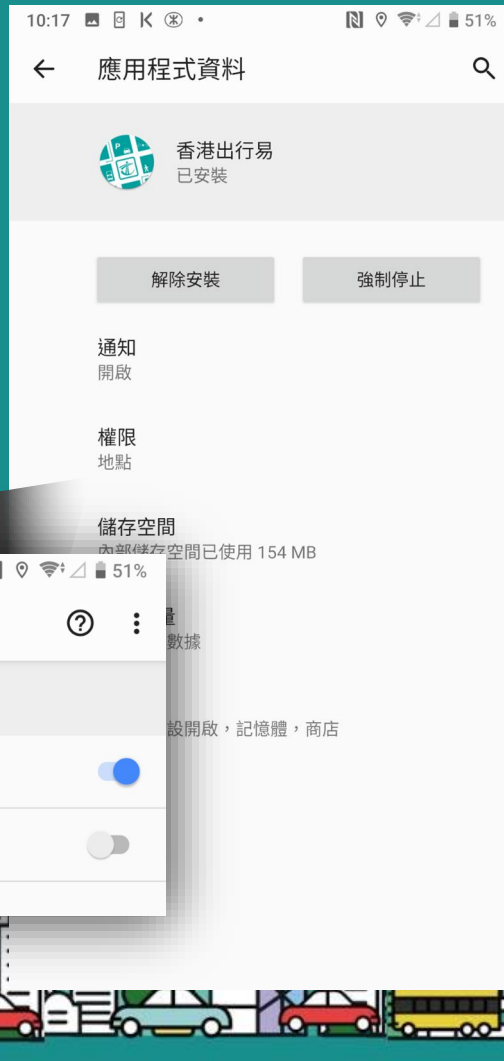 10:17 51%
應用程式資料
香港出行易
已安裝
解除安裝 強制停止
通知
開啟
權限
地點
儲存空間
內部儲存空間已使用 154 MB
51%
數據
設開啟，記憶體，商店